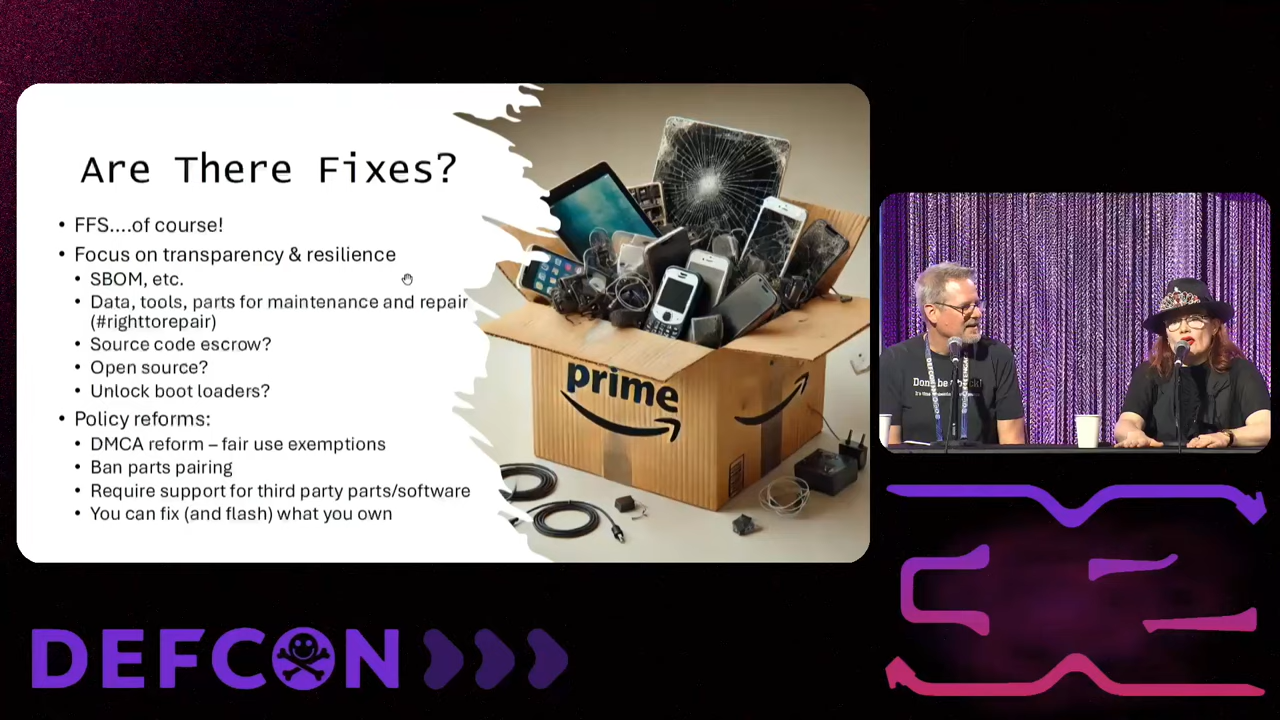 Are There Fixes?
• FFS....of course!
• Focus on transparency & resilience
• SBOM, etc.
• Data, tools, parts for maintenance and repair
(#righttorepair)
• Source code escrow?
• Open source?
• Unlock boot loaders?
• Policy reforms:
• DMCA reform – fair use exemptions
• Ban parts pairing
• Require support for third party parts/software
• You can fix (and flash) what you own
prime
DEFCON